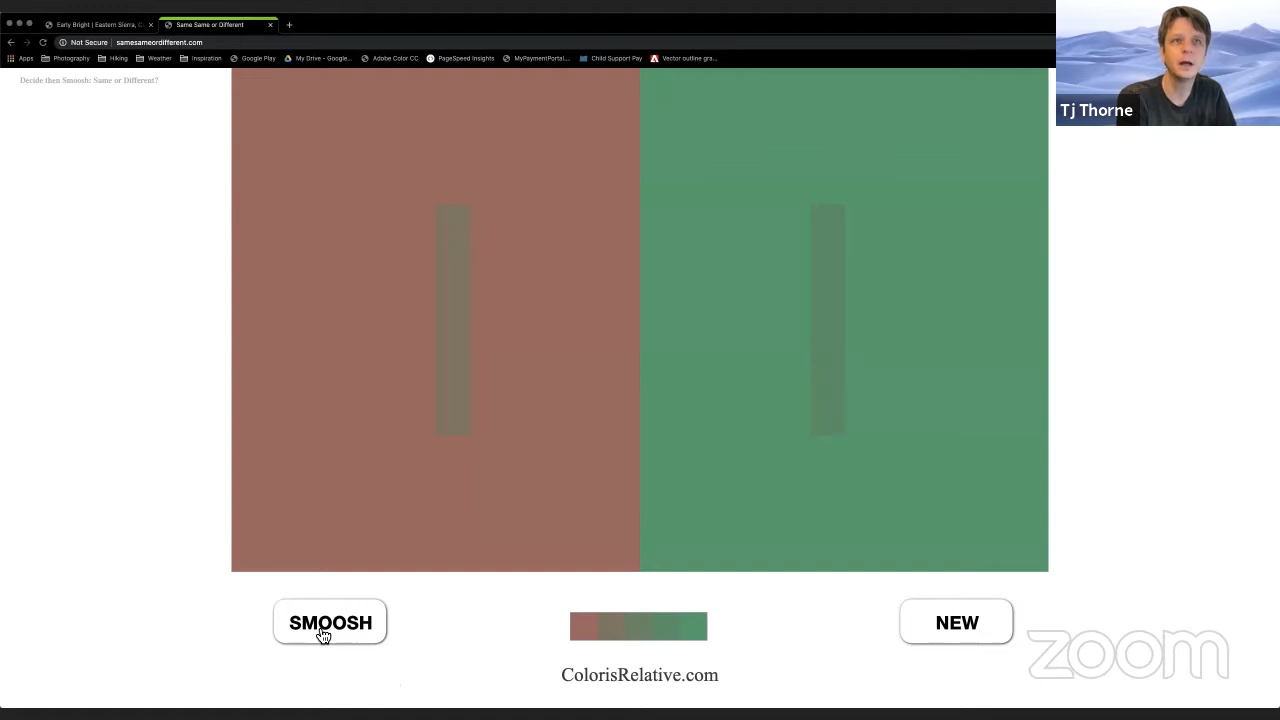 Early Bright | Eastern Sierra, C
Same Same or Different
Not Secure
samesameordifferent.com
Apps
Photography
Hiking
Weather
Inspiration
Google Play
My Drive - Google...
Adobe Color CC
PageSpeed Insights
MyPaymentPortal....
Child Support Pay
Vector outline gra...
Decide then Smoosh: Same or Different?
Tj Thorne
SMOOSH
NEW
ColorisRelative.com
zoom